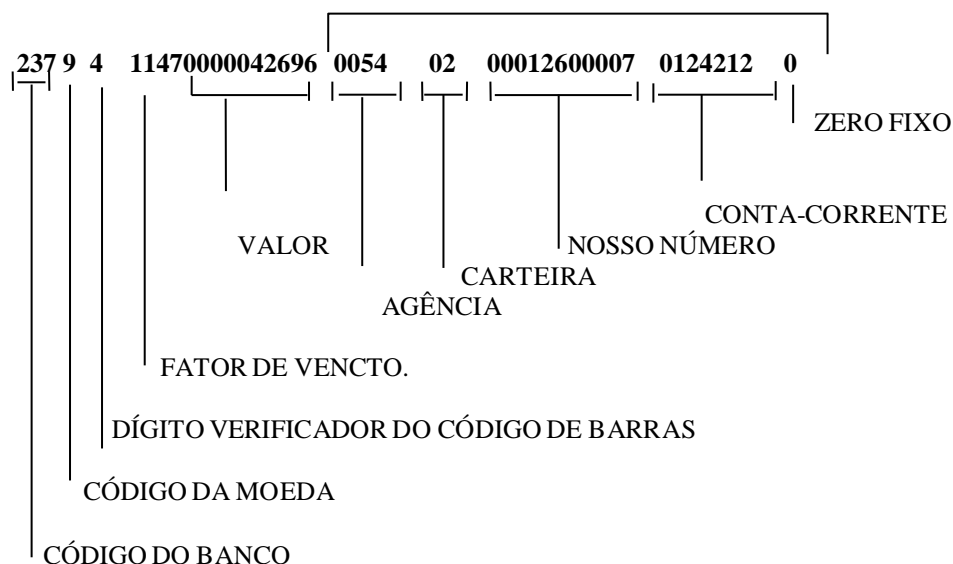 237 9 4 11470000042696 0054 02 00012600007 0124212 0
ZERO FIXO
CONTA-CORRENTE
VALOR NOSSO NÚMERO
CARTEIRA
AGÊNCIA
FATOR DE VENCTO.
DÍGITO VERIFICADOR DO CÓDIGO DE BARRAS
CÓDIGO DA MOEDA
CÓDIGO DO BANCO